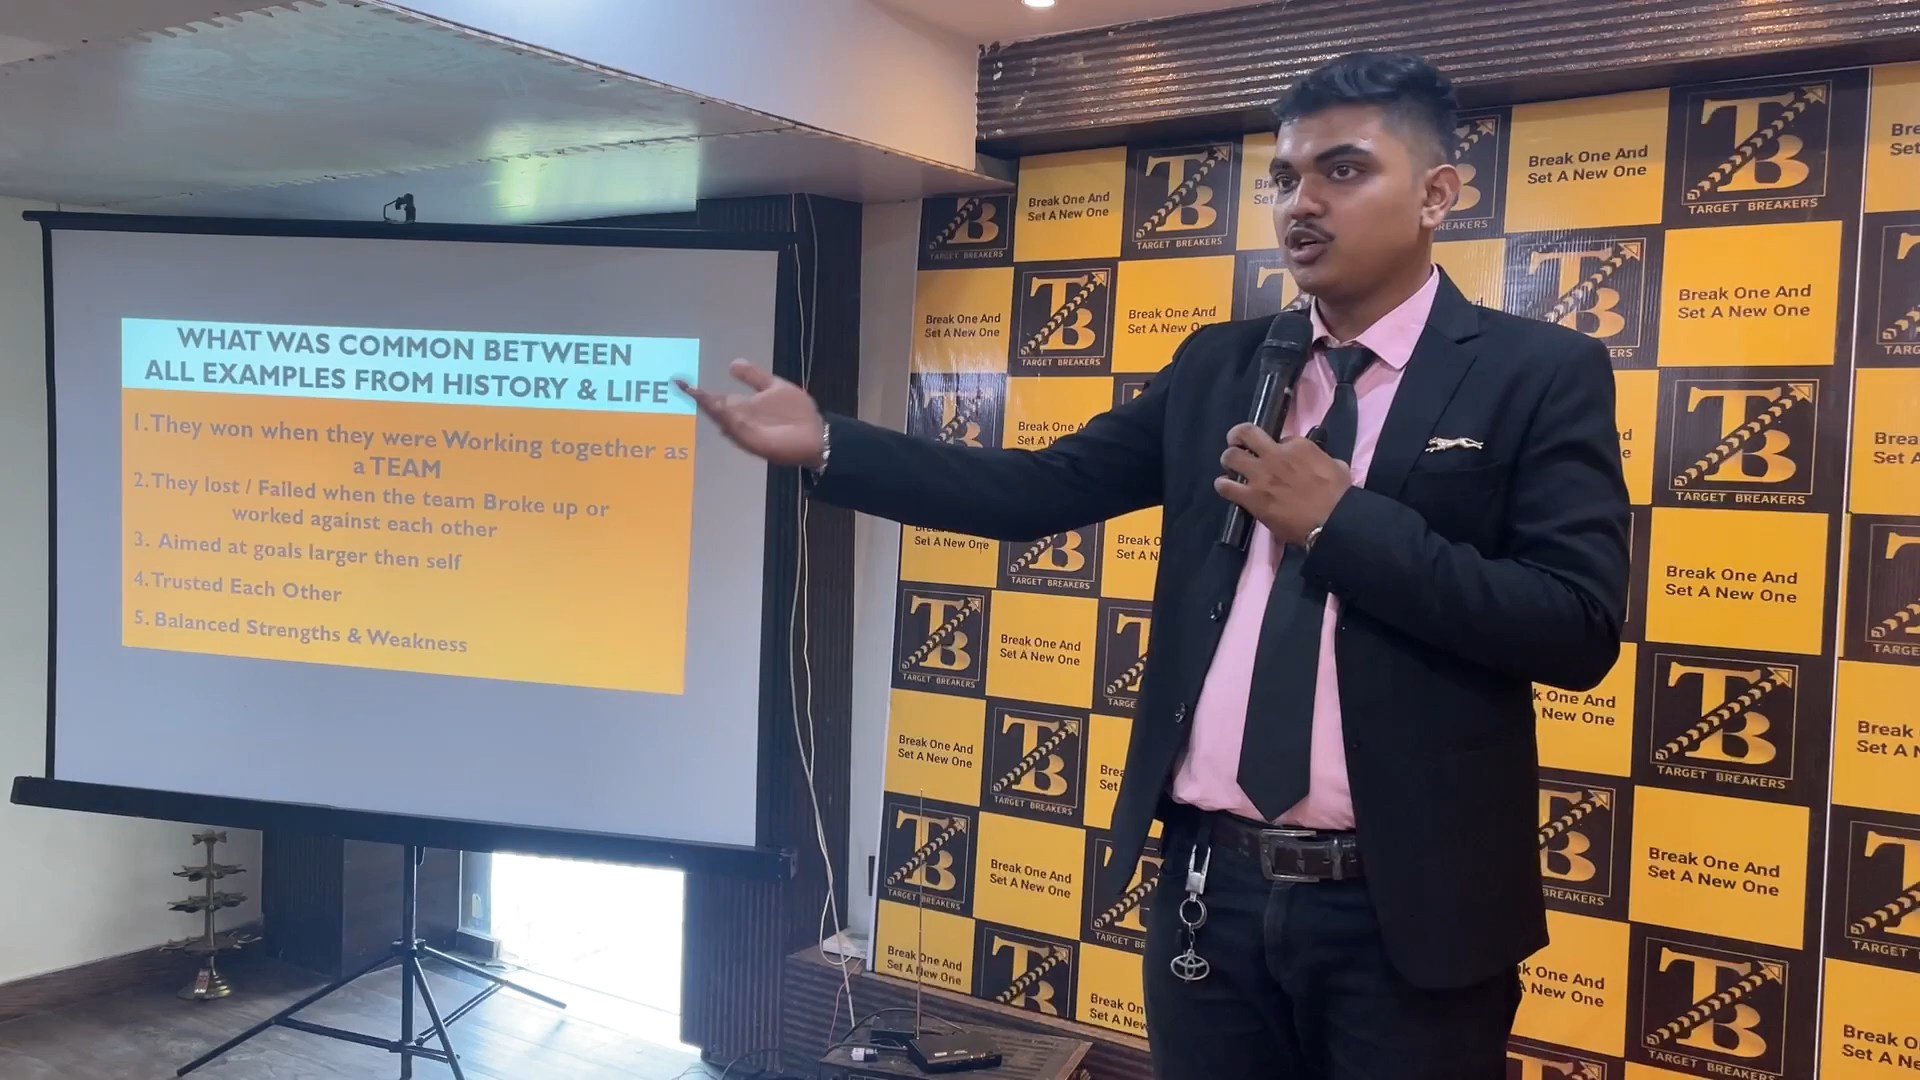 WHAT WAS COMMON BETWEEN
ALL EXAMPLES FROM HISTORY & LIFE
1. They won when they were Working together as
a TEAM
2. They lost / Failed when the team Broke up or
worked against each other
3. Aimed at goals larger then self
4. Trusted Each Other
5. Balanced Strengths & Weakness
Break One And
Set A New One
TB
TARGET BREAKERS